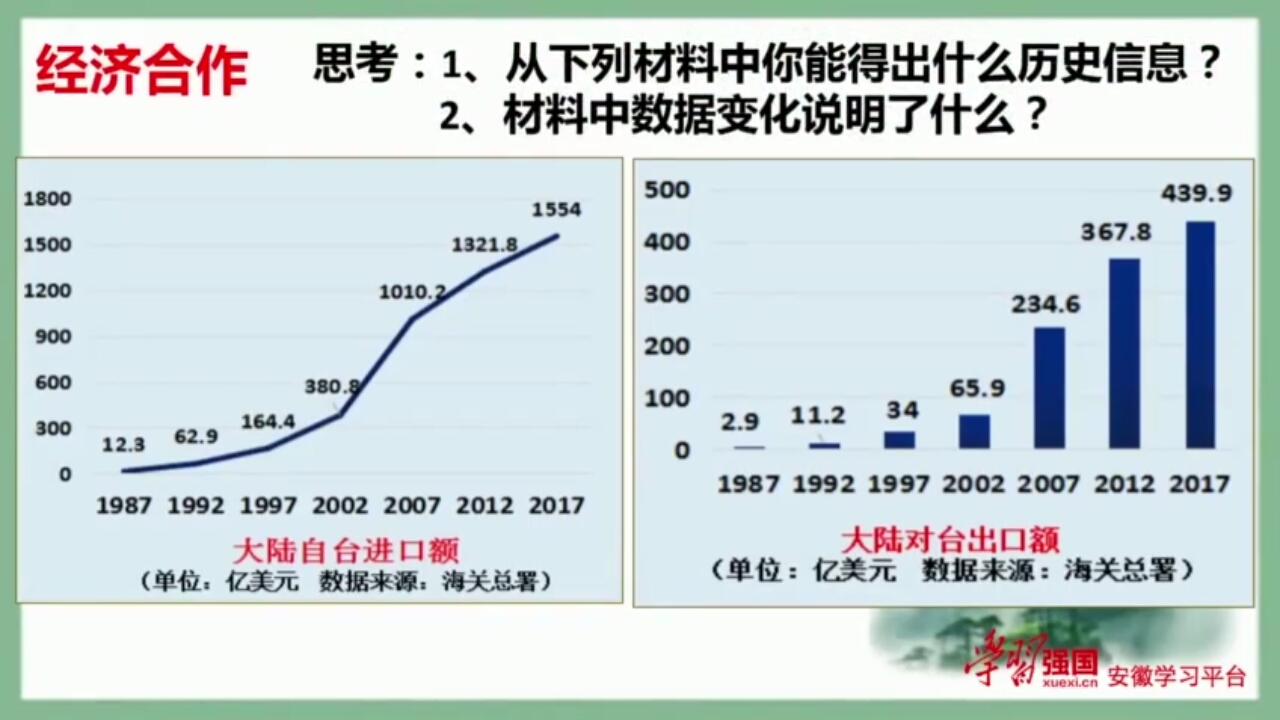 经济合作
思考：1、从下列材料中你能得出什么历史信息？
2、材料中数据变化说明了什么？
1800
1500
1200
900
600
300
0
12.3
62.9
164.4
380.8
1010.2
1321.8
1554
1987 1992 1997 2002 2007 2012 2017
大陆自台进口额
（单位：亿美元 数据来源：海关总署）
500
400
300
200
100
0
2.9
11.2
34
65.9
234.6
367.8
439.9
1987 1992 1997 2002 2007 2012 2017
大陆对台出口额
（单位：亿美元 数据来源：海关总署）
学习强国
xuexi.cn
安徽学习平台